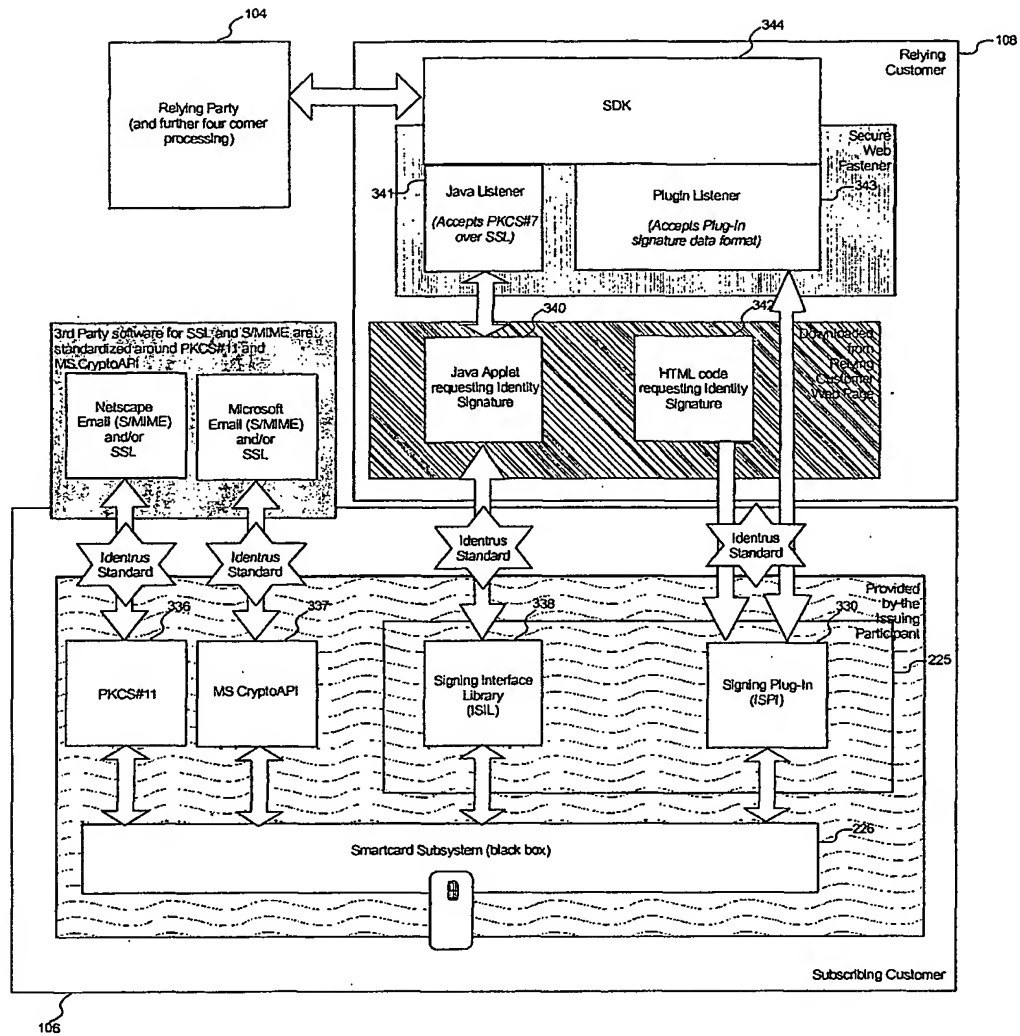 104
344
108
Relying
Customer
Relying Party
(and further four corner
processing)
SDK
Secure
Web
Fastener
341
Java Listener
(Accepts PKCS#7
over SSL)
Plugin Listener
(Accepts Plug-In
signature data format)
343
340
342
3rd Party software for SSL and S/MIME are
standardized around PKCS#11 and
MS CryptoAPI
Netscape
Email (S/MIME)
and/or
SSL
Microsoft
Email (S/MIME)
and/or
SSL
Java Applet
requesting Identity
Signature
HTML code
requesting Identity
Signature
Downloaded
from
Relying
Customer
Web Page
Identrus
Standard
Identrus
Standard
Identrus
Standard
Identrus
Standard
Provided
by the
Issuing
Participant
336
337
338
330
225
PKCS#11
MS CryptoAPI
Signing Interface
Library
(ISIL)
Signing Plug-In
(ISPI)
Smartcard Subsystem (black box)
226
Subscribing Customer
106